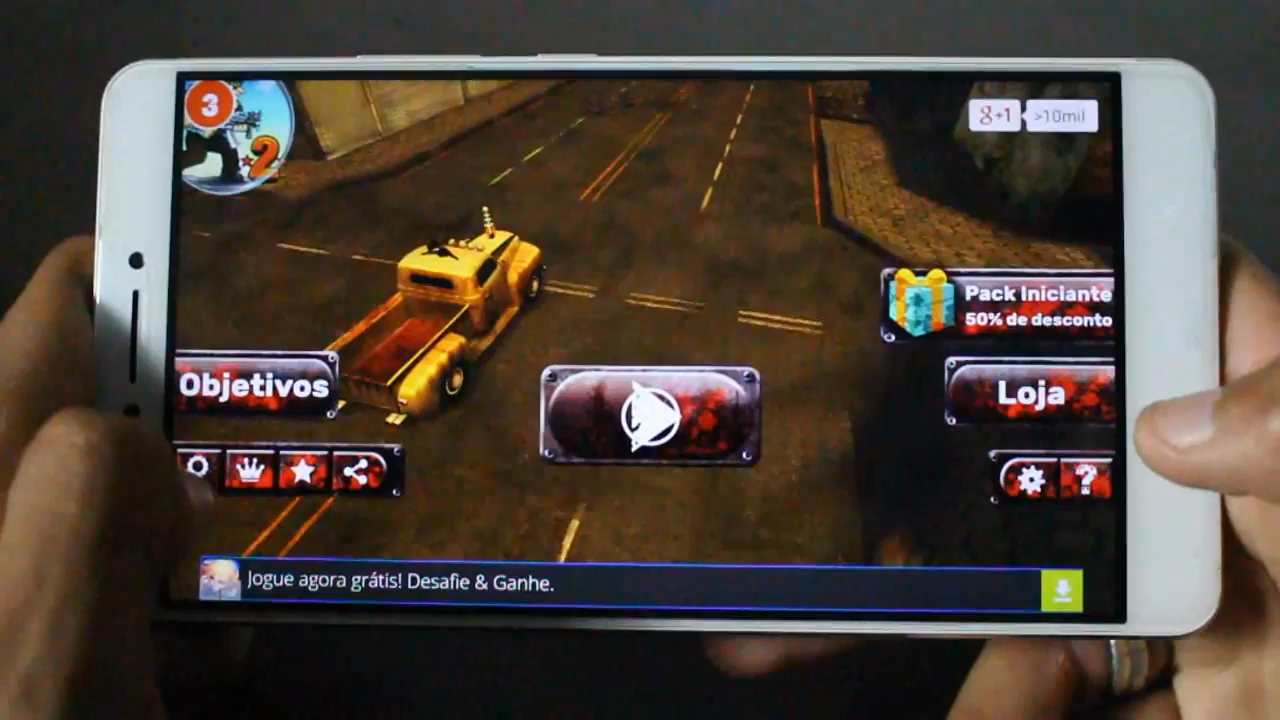 3
2
g+1
>10mil
Pack Iniciante
50% de desconto
Objetivos
Loja
?
Jogue agora grátis! Desafie & Ganhe.